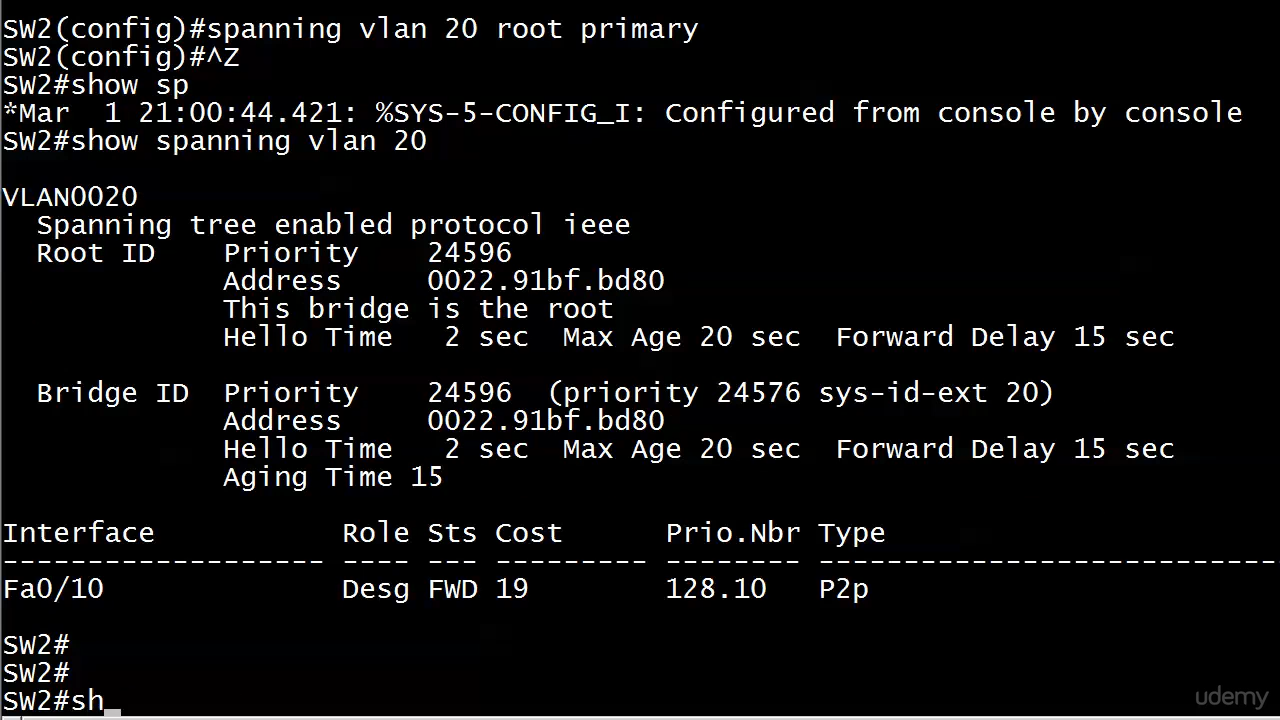 SW2(config)#spanning vlan 20 root primary
SW2(config)#^Z
SW2#show sp
*Mar  1 21:00:44.421: %SYS-5-CONFIG_I: Configured from console by console
SW2#show spanning vlan 20

VLAN0020
  Spanning tree enabled protocol ieee
  Root ID    Priority    24596
             Address     0022.91bf.bd80
             This bridge is the root
             Hello Time   2 sec  Max Age 20 sec  Forward Delay 15 sec

  Bridge ID  Priority    24596  (priority 24576 sys-id-ext 20)
             Address     0022.91bf.bd80
             Hello Time   2 sec  Max Age 20 sec  Forward Delay 15 sec
             Aging Time 15

Interface           Role Sts Cost      Prio.Nbr Type
------------------- ---- --- --------- -------- ---------------------------
Fa0/10              Desg FWD 19        128.10   P2p

SW2#
SW2#
SW2#sh
udemy